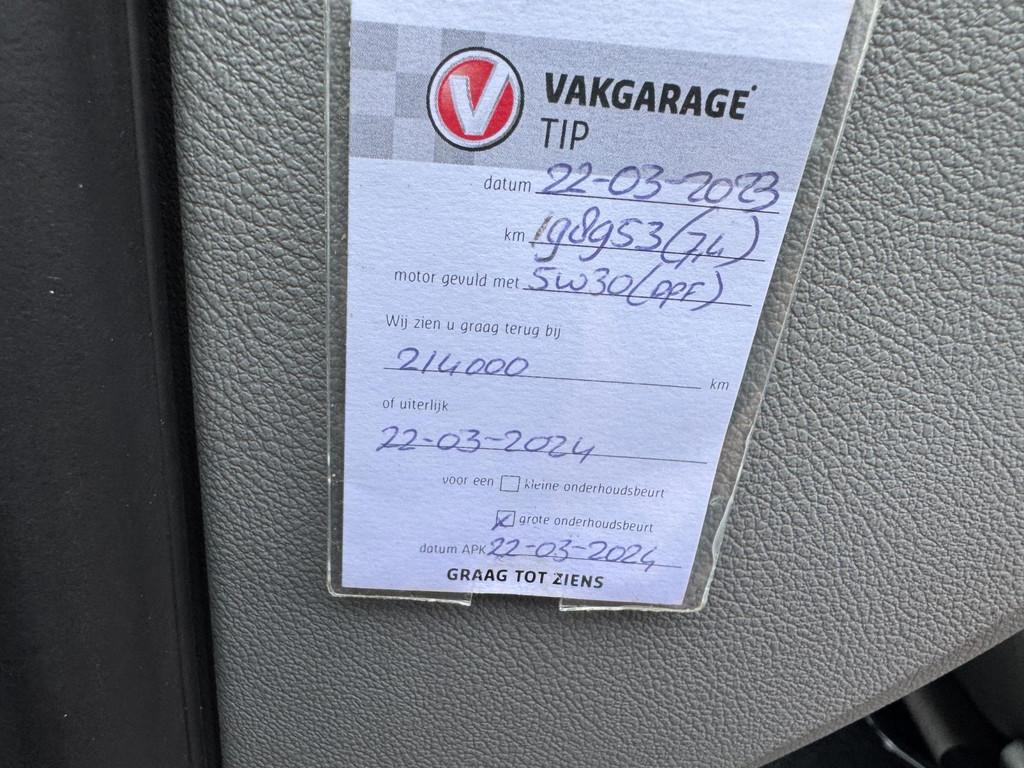 V VAKGARAGE
TIP
datum 22-03-2023
km 198953 (7,4)
motor gevuld met 5W30 (DPF)
Wij zien u graag terug bij
214000 km
of uiterlijk
22-03-2024
voor een kleine onderhoudsbeurt
grote onderhoudsbeurt
datum APK 22-03-2024
GRAAG TOT ZIENS